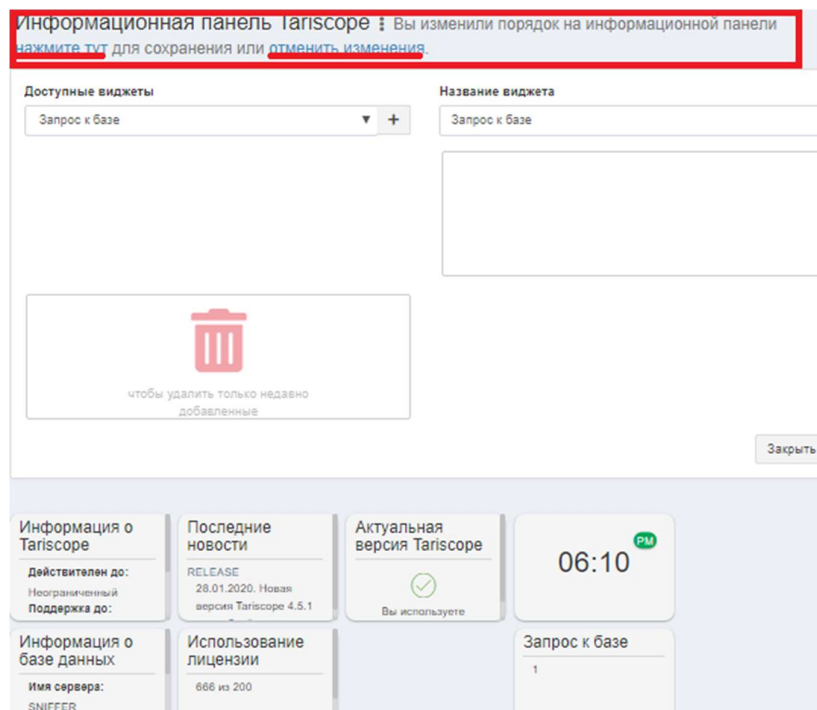 Информационная панель Tariscope ⋮ Вы изменили порядок на информационной панели
нажмите тут для сохранения или отменить изменения.
Доступные виджеты
Название виджета
Запрос к базе ▼ +
Запрос к базе
чтобы удалить только недавно
добавленные
Закрыть
Информация о
Tariscope
Действителен до:
Неограниченный
Поддержка до:
Последние
новости
RELEASE
28.01.2020. Новая
версия Tariscope 4.5.1
Актуальная
версия Tariscope
Вы используете
06:10 PM
Информация о
базе данных
Имя сервера:
SNIFFER
Использование
лицензии
666 из 200
Запрос к базе
1